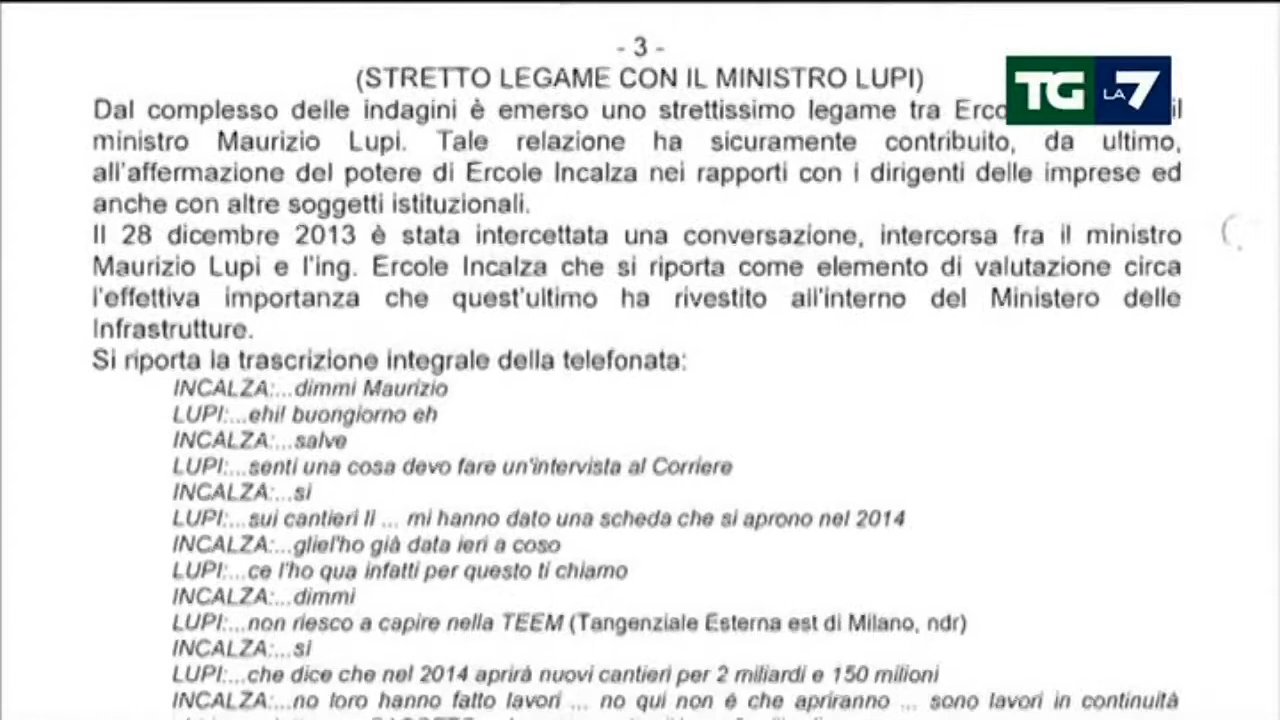 - 3 -
(STRETTO LEGAME CON IL MINISTRO LUPI)
TG LA7
Dal complesso delle indagini è emerso uno strettissimo legame tra Erco il
ministro Maurizio Lupi. Tale relazione ha sicuramente contribuito, da ultimo,
all'affermazione del potere di Ercole Incalza nei rapporti con i dirigenti delle imprese ed
anche con altre soggetti istituzionali.
Il 28 dicembre 2013 è stata intercettata una conversazione, intercorsa fra il ministro
Maurizio Lupi e l'ing. Ercole Incalza che si riporta come elemento di valutazione circa
l'effettiva importanza che quest'ultimo ha rivestito all'interno del Ministero delle
Infrastrutture.
Si riporta la trascrizione integrale della telefonata:
INCALZA:...dimmi Maurizio
LUPI:...ehi! buongiorno eh
INCALZA:...salve
LUPI:...senti una cosa devo fare un'intervista al Corriere
INCALZA:...si
LUPI:...sui cantieri li ... mi hanno dato una scheda che si aprono nel 2014
INCALZA:...gliel'ho già data ieri a coso
LUPI:...ce l'ho qua infatti per questo ti chiamo
INCALZA:...dimmi
LUPI:...non riesco a capire nella TEEM (Tangenziale Esterna est di Milano, ndr)
INCALZA:...si
LUPI:...che dice che nel 2014 aprirà nuovi cantieri per 2 miliardi e 150 milioni
INCALZA:...no loro hanno fatto lavori ... no qui non è che apriranno ... sono lavori in continuità